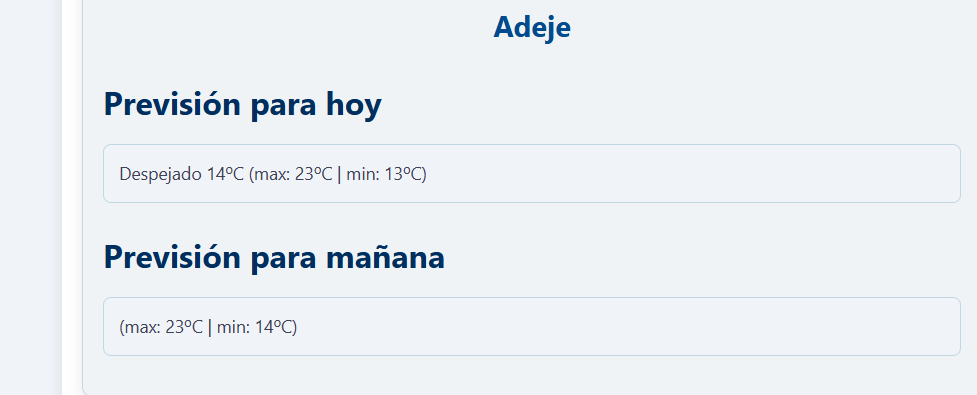 Adeje
Previsión para hoy
Despejado 14ºC (max: 23ºC | min: 13ºC)
Previsión para mañana
(max: 23ºC | min: 14ºC)